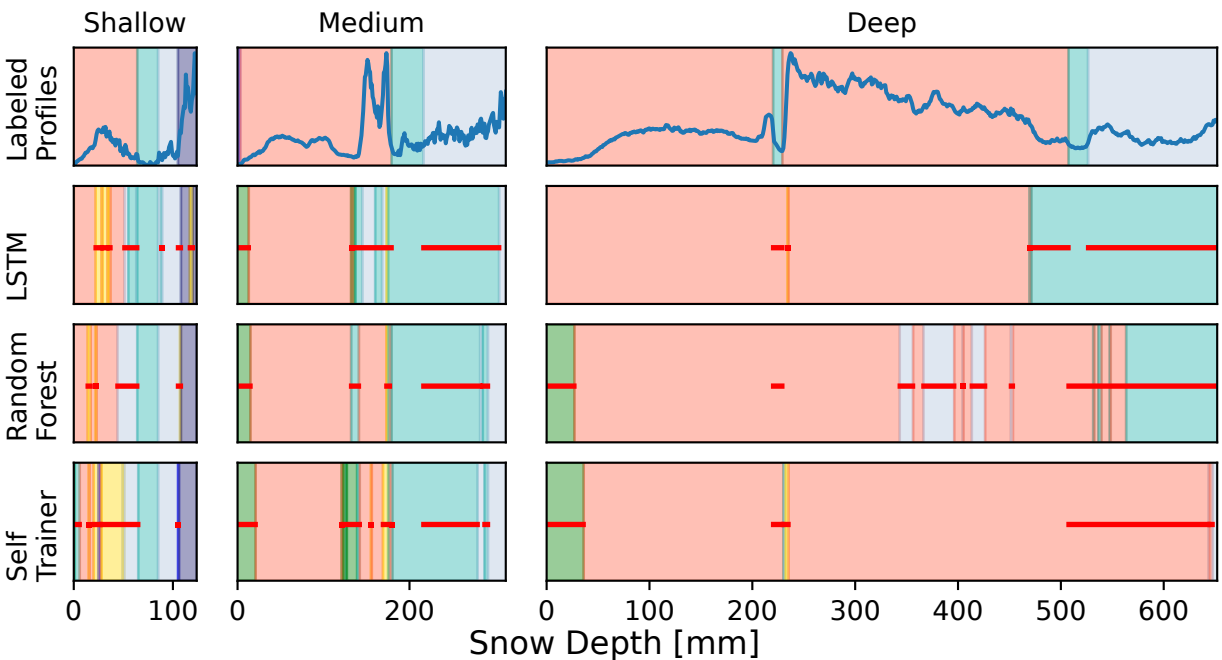 Shallow Medium Deep
Labeled
Profiles
LSTM
Random
Forest
Self
Trainer
0 100 0 200 0 100 200 300 400 500 600
Snow Depth [mm]